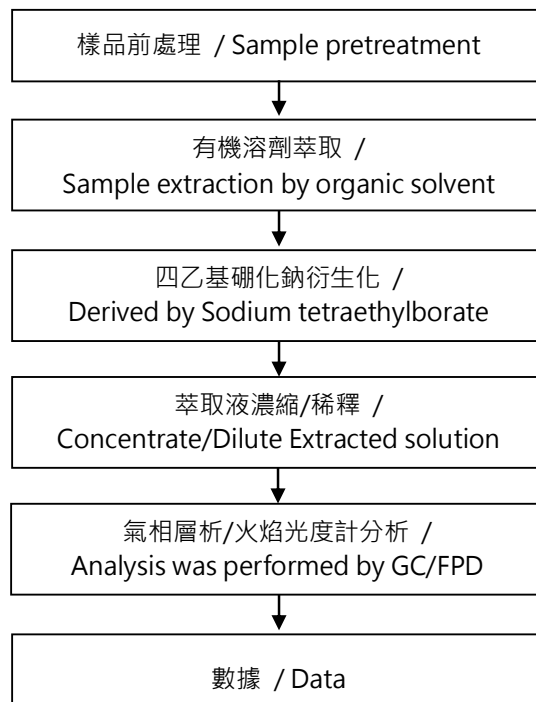 樣品前處理 / Sample pretreatment
有機溶劑萃取 /
Sample extraction by organic solvent
四乙基硼化鈉衍生化 /
Derived by Sodium tetraethylborate
萃取液濃縮/稀釋 /
Concentrate/Dilute Extracted solution
氣相層析/火焰光度計分析 /
Analysis was performed by GC/FPD
數據 / Data